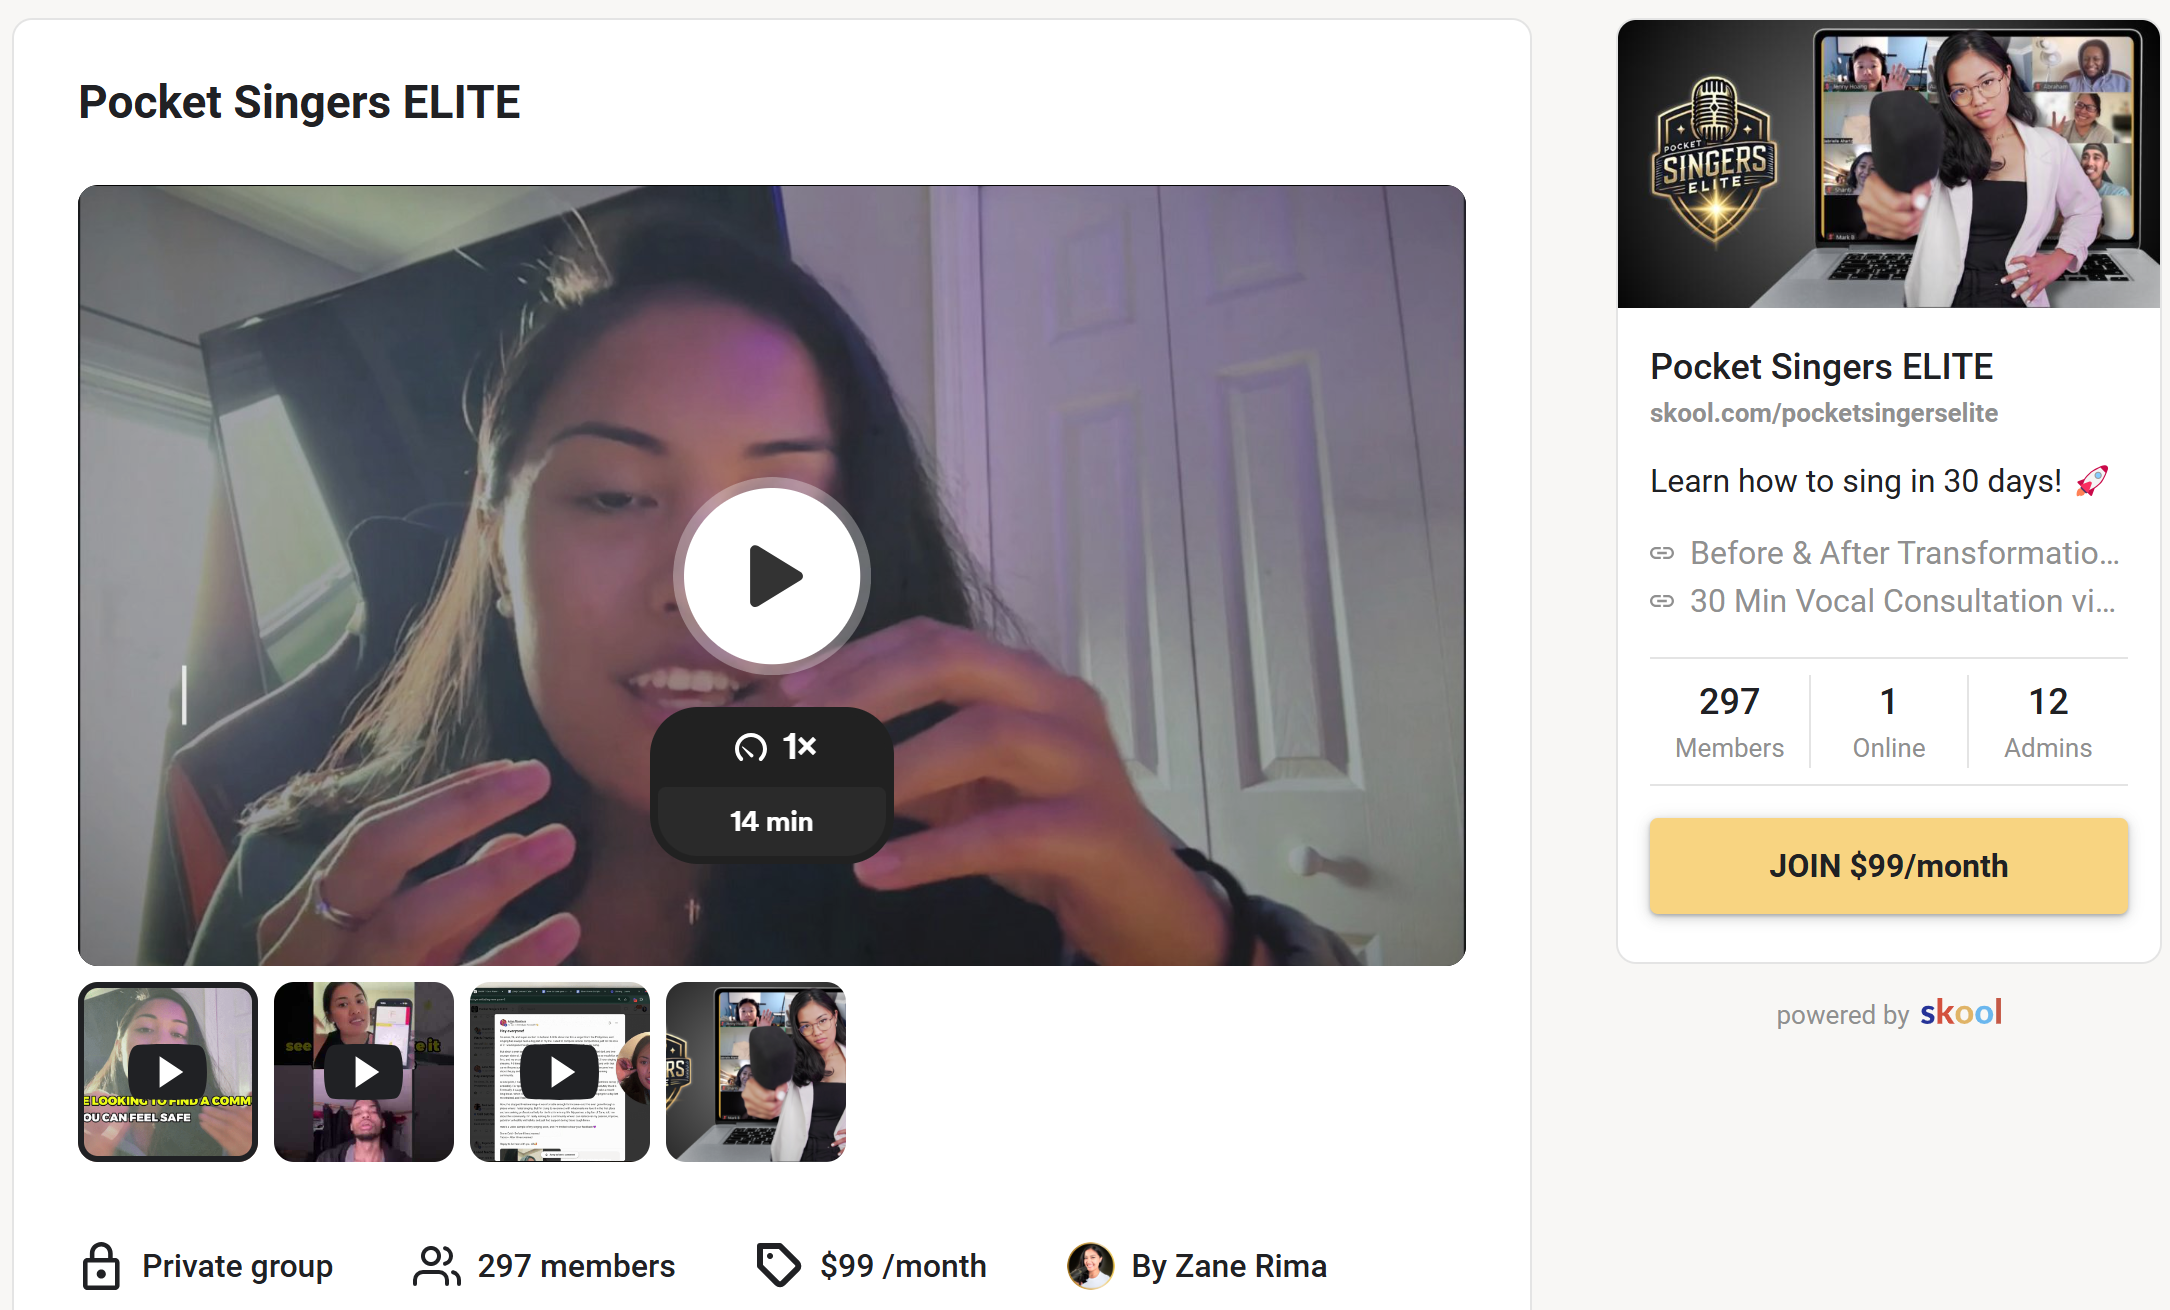 Pocket Singers ELITE
1×
14 min
see
e it
E LOOKING TO FIND A COMM
OU CAN FEEL SAFE
Private group
297 members
$99 /month
By Zane Rima
POCKET
SINGERS
ELITE
Pocket Singers ELITE
skool.com/pocketsingerselite
Learn how to sing in 30 days! 🚀
Before & After Transformatio...
30 Min Vocal Consultation vi...
297
Members
1
Online
12
Admins
JOIN $99/month
powered by skool